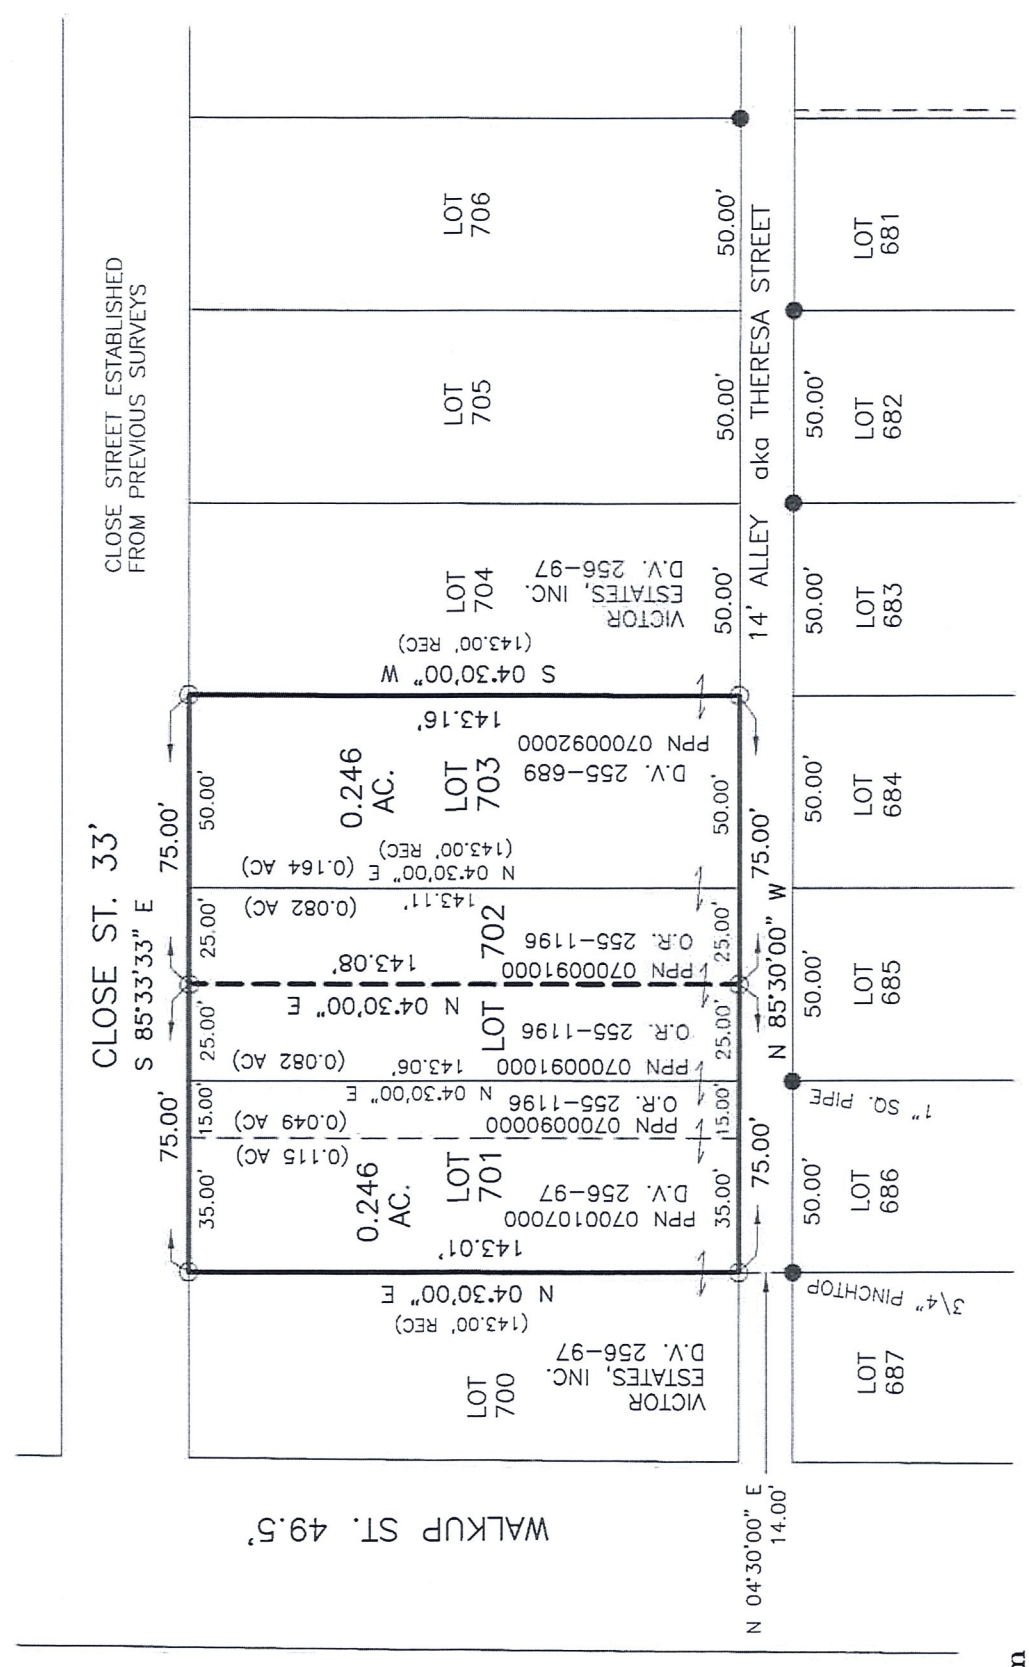 CLOSE STREET ESTABLISHED
FROM PREVIOUS SURVEYS
CLOSE ST. 33'
S 85°33'33" E
75.00'
75.00'
35.00'
15.00'
25.00'
25.00'
50.00'
WALKUP ST. 49.5'
LOT
700
VICTOR
ESTATES, INC.
D.V. 256-97
(143.00' REC)
N 04°30'00" E
143.01'
0.246
AC.
LOT
701
PPN 0700107000
D.V. 256-97
(0.115 AC)
(0.049 AC)
PPN 0700090000
O.R. 255-1196
N 04°30'00" E
143.06'
(0.082 AC)
PPN 0700091000
O.R. 255-1196
LOT
702
N 04°30'00" E
143.08'
PPN 0700091000
O.R. 255-1196
143.11'
(0.082 AC)
N 04°30'00" E
(0.164 AC)
(143.00' REC)
0.246
AC.
LOT
703
D.V. 255-689
PPN 0700092000
143.16'
S 04°30'00" W
(143.00' REC)
LOT
704
VICTOR
ESTATES, INC.
D.V. 256-97
LOT
705
LOT
706
35.00'
15.00'
25.00'
25.00'
50.00'
50.00'
50.00'
50.00'
75.00'
N 85°30'00" W
75.00'
14' ALLEY aka THERESA STREET
N 04°30'00" E
14.00'
3\4" PINCHTOP
1" SQ. PIPE
50.00'
50.00'
50.00'
50.00'
50.00'
LOT
687
LOT
686
LOT
685
LOT
684
LOT
683
LOT
682
LOT
681